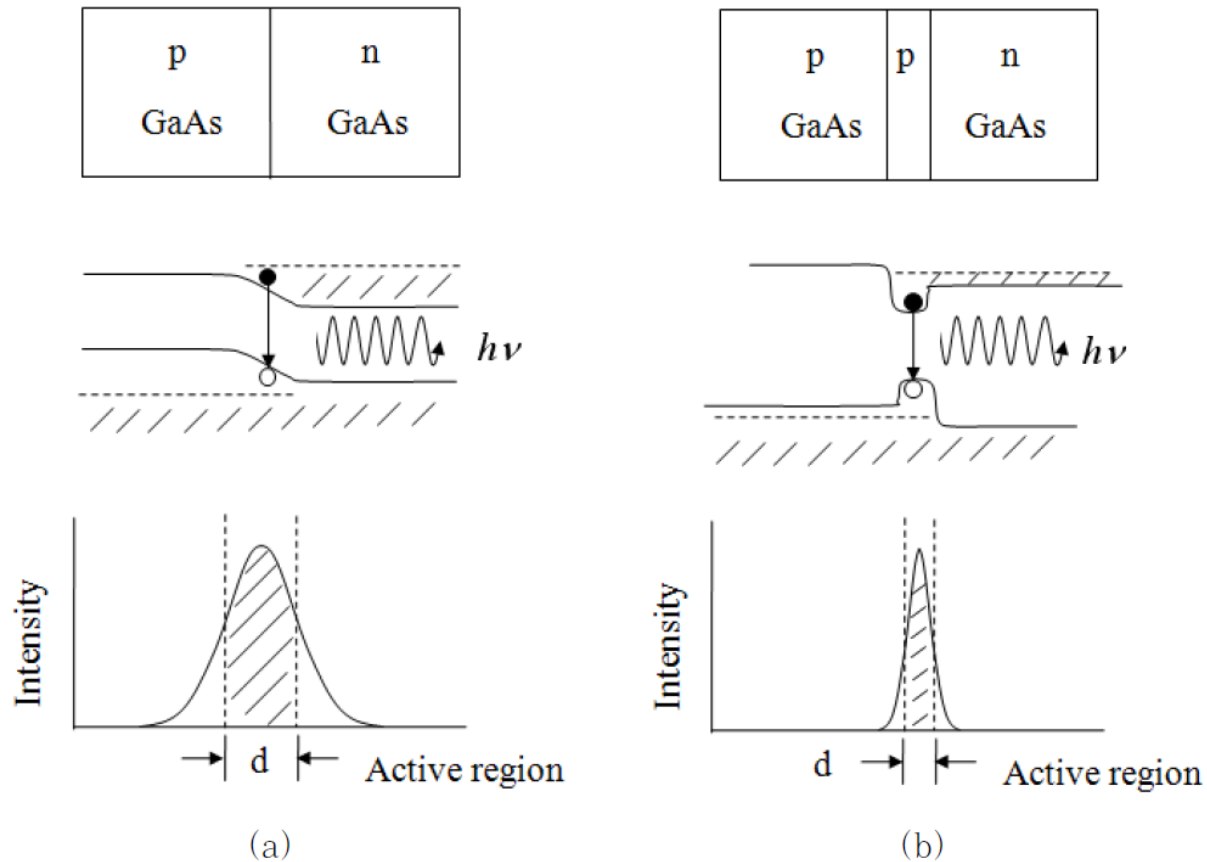 p n
GaAs GaAs
p p n
GaAs GaAs
hν
hν
Intensity
d
Active region
Intensity
d
Active region
(a)
(b)